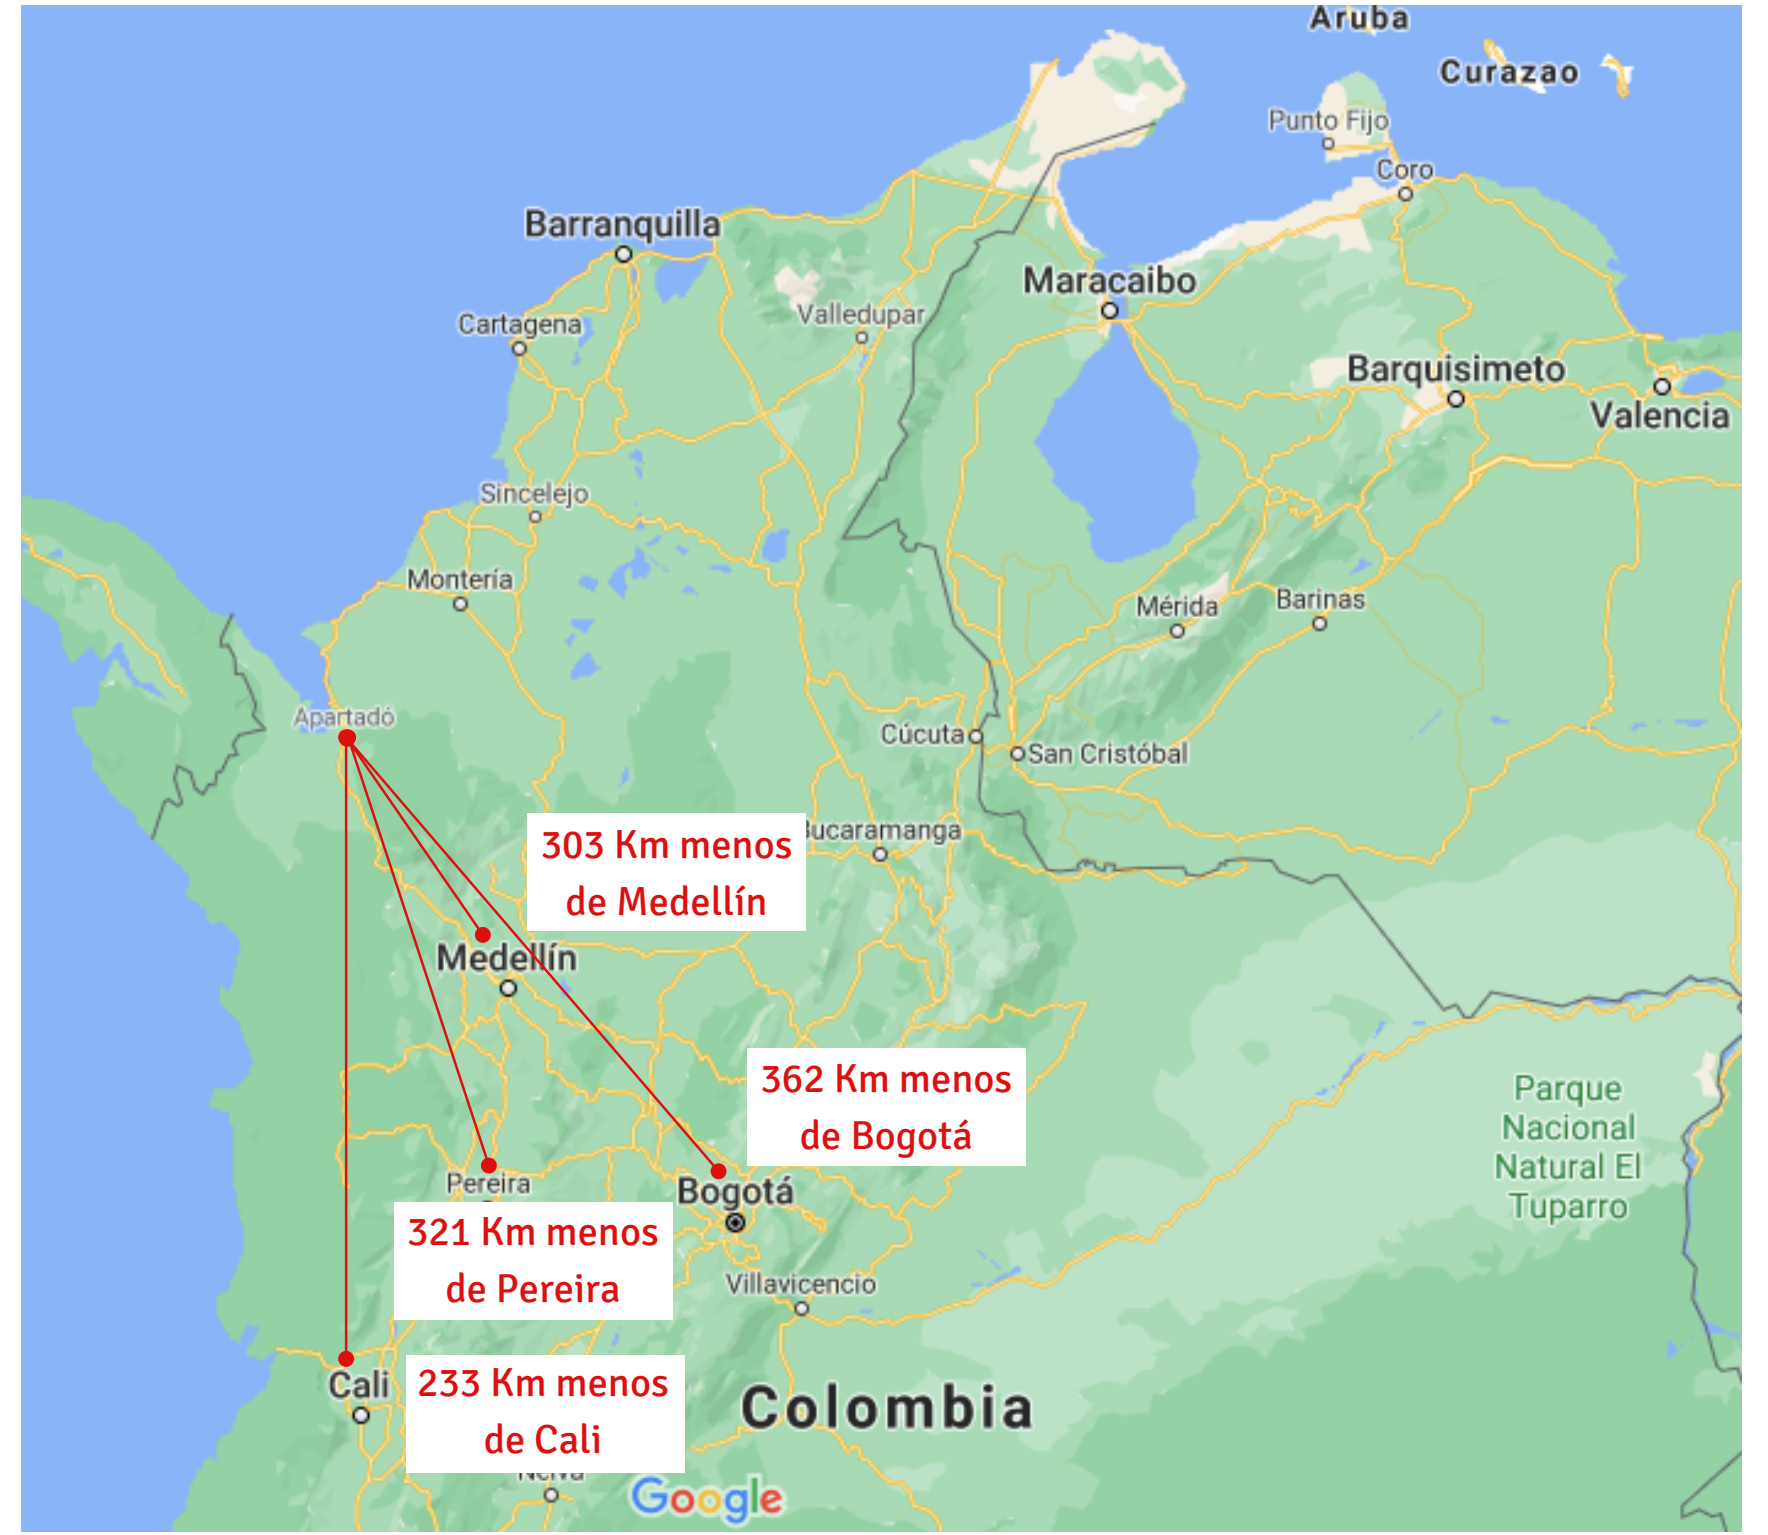 Aruba
Curazao
Punto Fijo
Coro
Barranquilla
Maracaibo
Cartagena
Valledupar
Barquisimeto
Valencia
Sincelejo
Montería
Mérida
Barinas
Apartadó
Cúcuta
San Cristóbal
303 Km menos
de Medellín
Bucaramanga
Medellín
362 Km menos
de Bogotá
Parque
Nacional
Natural El
Tuparro
Pereira
Bogotá
321 Km menos
de Pereira
Villavicencio
Cali
233 Km menos
de Cali
Colombia
Neiva
Google